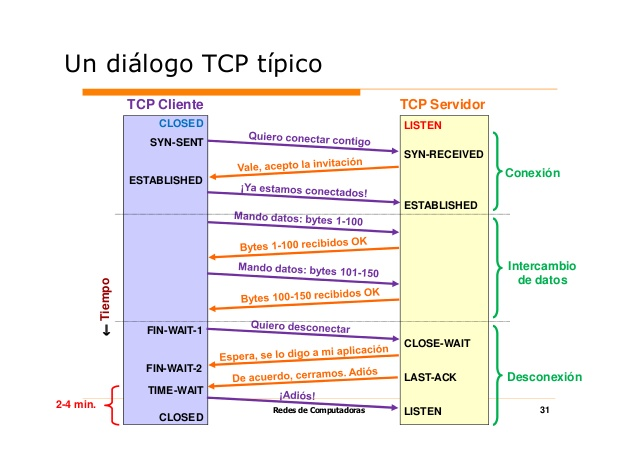 Un diálogo TCP típico
TCP Cliente
TCP Servidor
CLOSED
LISTEN
Quiero conectar contigo
SYN-SENT
SYN-RECEIVED
Vale, acepto la invitación
Conexión
ESTABLISHED
¡Ya estamos conectados!
ESTABLISHED
Mando datos: bytes 1-100
Bytes 1-100 recibidos OK
Mando datos: bytes 101-150
Intercambio
de datos
Bytes 100-150 recibidos OK
← Tiempo
FIN-WAIT-1
Quiero desconectar
CLOSE-WAIT
Espera, se lo digo a mi aplicación
FIN-WAIT-2
De acuerdo, cerramos. Adiós
LAST-ACK
Desconexión
TIME-WAIT
¡Adiós!
2-4 min.
CLOSED
LISTEN
Redes de Computadoras
31